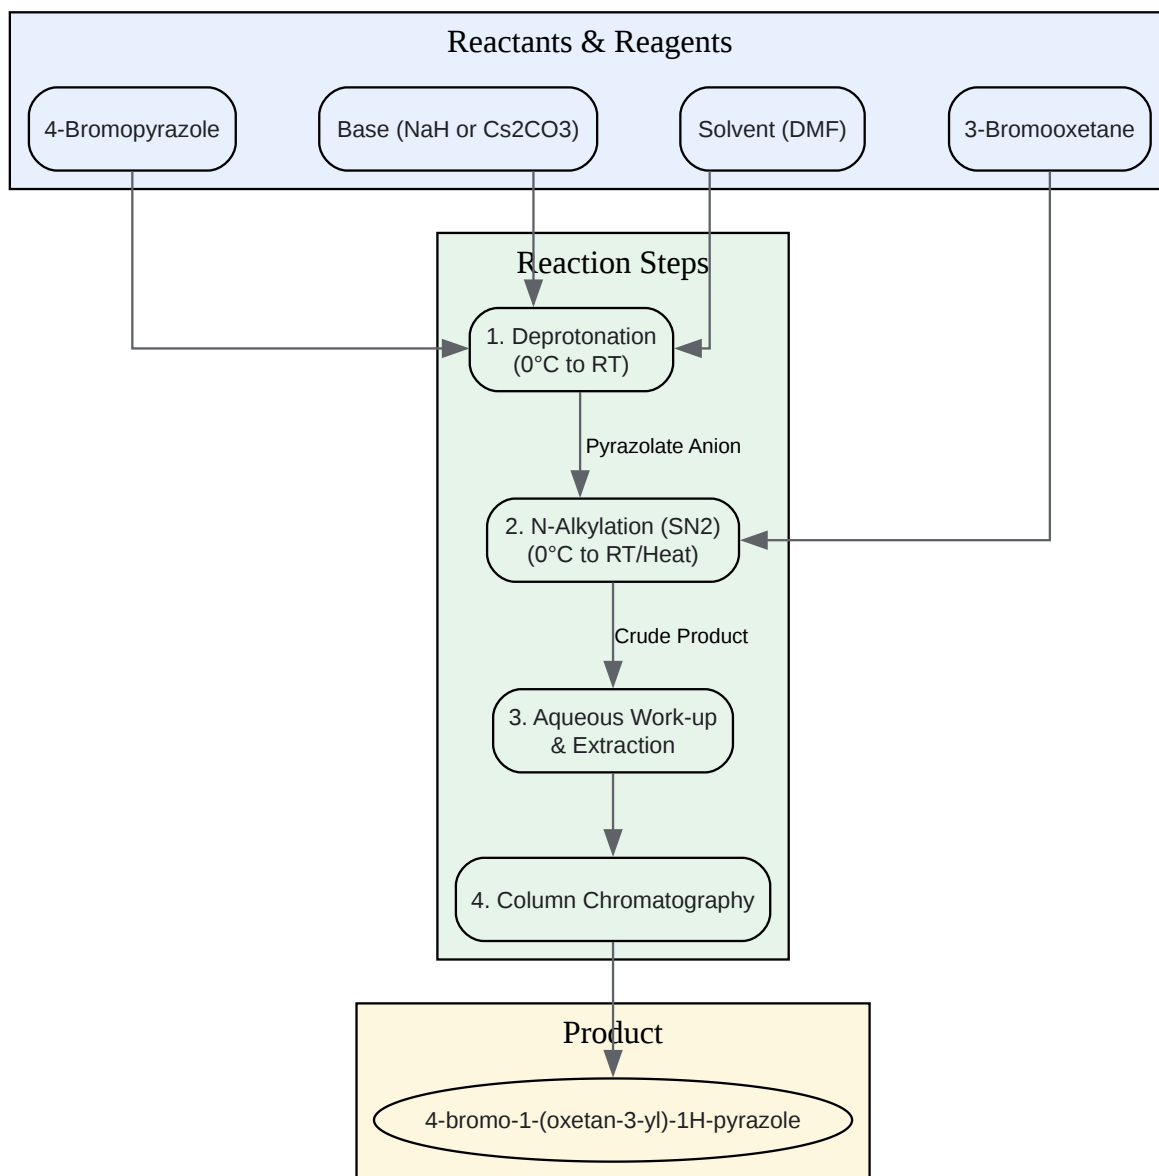 Reactants & Reagents
4-Bromopyrazole
Base (NaH or Cs2CO3)
Solvent (DMF)
3-Bromooxetane
Reaction Steps
1. Deprotonation
(0°C to RT)
Pyrazolate Anion
2. N-Alkylation (SN2)
(0°C to RT/Heat)
Crude Product
3. Aqueous Work-up
& Extraction
4. Column Chromatography
Product
4-bromo-1-(oxetan-3-yl)-1H-pyrazole